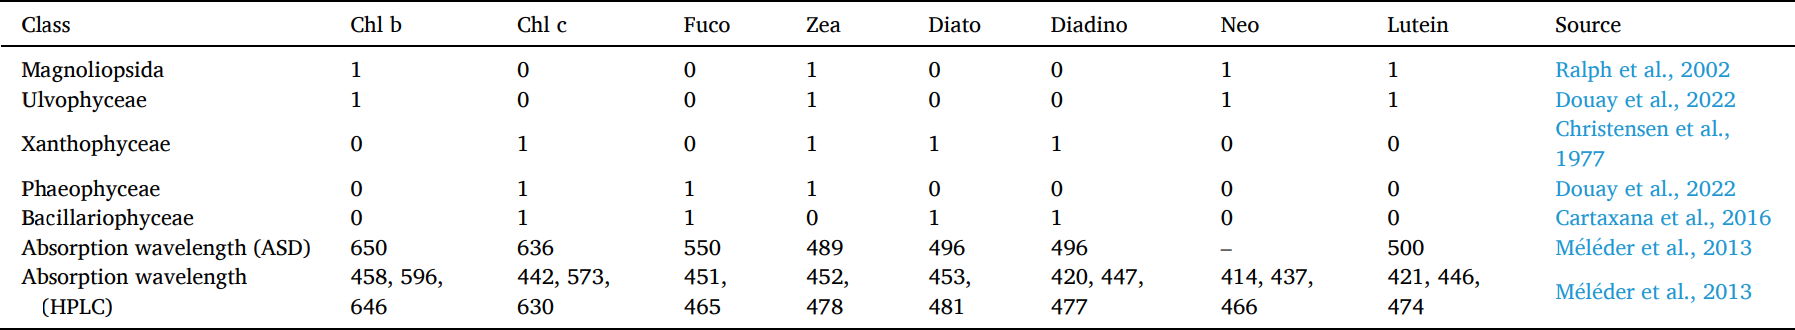 Class Chl b Chl c Fuco Zea Diato Diadino Neo Lutein Source
Magnoliopsida 1 0 0 1 0 0 1 1 Ralph et al., 2002
Ulvophyceae 1 0 0 1 0 0 1 1 Douay et al., 2022
Xanthophyceae 0 1 0 1 1 1 0 0 Christensen et al.,
1977
Phaeophyceae 0 1 1 1 0 0 0 0 Douay et al., 2022
Bacillariophyceae 0 1 1 0 1 1 0 0 Cartaxana et al., 2016
Absorption wavelength (ASD) 650 636 550 489 496 496 – 500 Méléder et al., 2013
Absorption wavelength 458, 596, 442, 573, 451, 452, 453, 420, 447, 414, 437, 421, 446, Méléder et al., 2013
(HPLC) 646 630 465 478 481 477 466 474